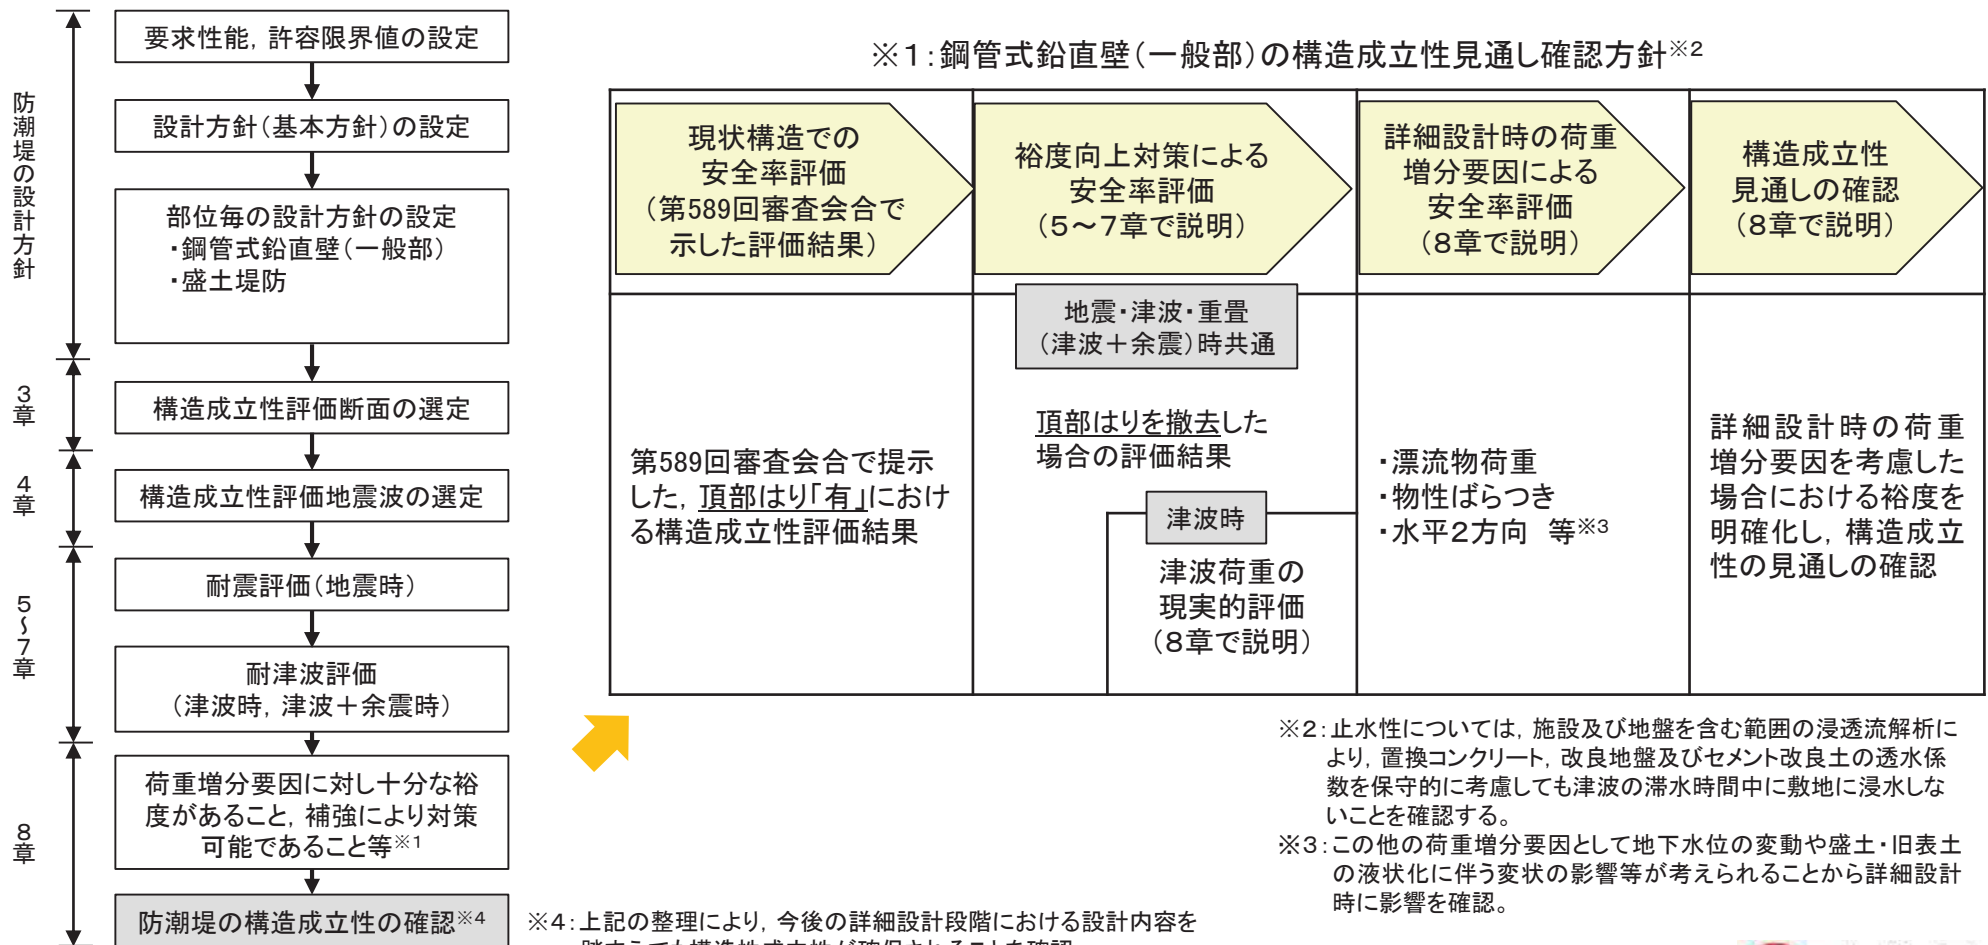 防潮堤の設計方針
要求性能，許容限界値の設定
設計方針（基本方針）の設定
部位毎の設計方針の設定
・鋼管式鉛直壁（一般部）
・盛土堤防
3章
構造成立性評価断面の選定
4章
構造成立性評価地震波の選定
5～7章
耐震評価（地震時）
耐津波評価
（津波時，津波＋余震時）
8章
荷重増分要因に対し十分な裕
度があること，補強により対策
可能であること等※1
防潮堤の構造成立性の確認※4
※1：鋼管式鉛直壁（一般部）の構造成立性見通し確認方針※2
現状構造での
安全率評価
（第589回審査会合で
示した評価結果）
裕度向上対策による
安全率評価
（5～7章で説明）
詳細設計時の荷重
増分要因による
安全率評価
（8章で説明）
構造成立性
見通しの確認
（8章で説明）
第589回審査会合で提示
した，頂部はり「有」におけ
る構造成立性評価結果
地震・津波・重畳
（津波＋余震）時共通
頂部はりを撤去した
場合の評価結果
津波時
津波荷重の
現実的評価
（8章で説明）
・漂流物荷重
・物性ばらつき
・水平2方向　等※3
詳細設計時の荷重
増分要因を考慮した
場合における裕度を
明確化し，構造成立
性の見通しの確認
※2：止水性については，施設及び地盤を含む範囲の浸透流解析に
より，置換コンクリート，改良地盤及びセメント改良土の透水係
数を保守的に考慮しても津波の滞水時間中に敷地に浸水しな
いことを確認する。
※3：この他の荷重増分要因として地下水位の変動や盛土・旧表土
の液状化に伴う変状の影響等が考えられることから詳細設計
時に影響を確認。
※4：上記の整理により，今後の詳細設計段階における設計内容を